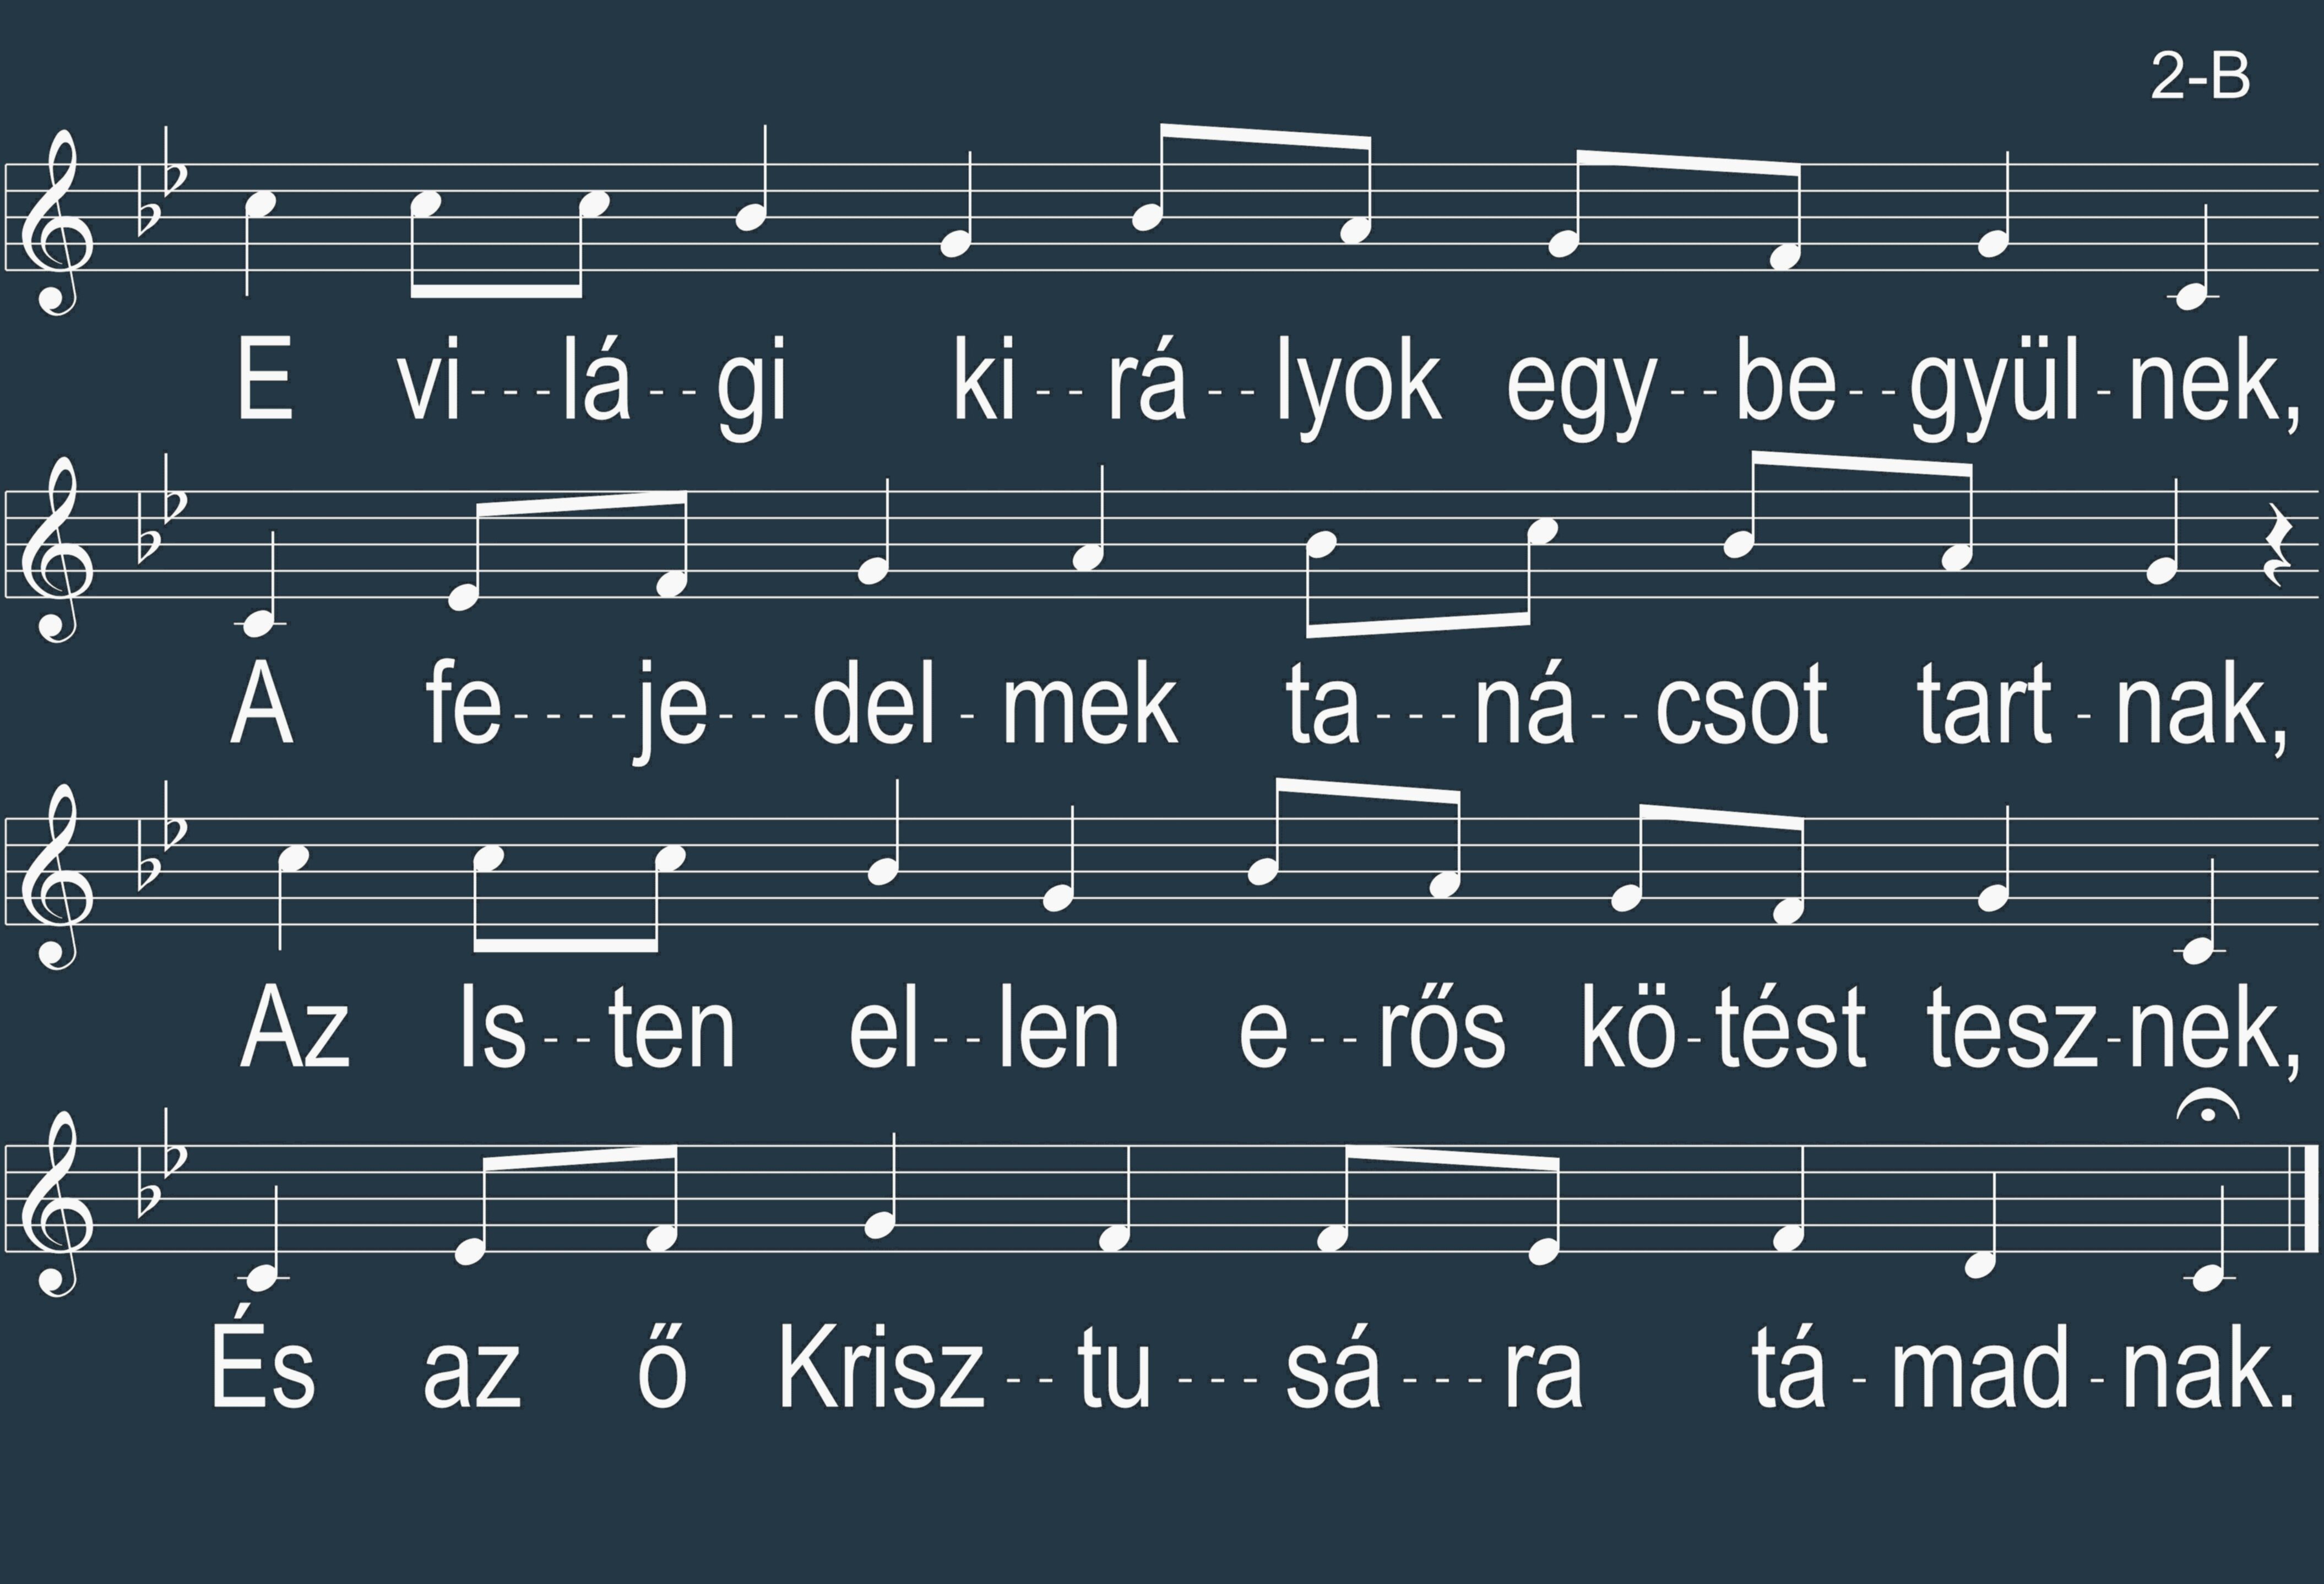 2-B
E vi---lá--gi ki--rá--lyok egy--be--gyül-nek,
A fe----je---del-mek ta---ná--csot tart-nak,
Az Is--ten el--len e--rős kö-tést tesz-nek,
És az ő Krisz--tu---sá---ra tá-mad-nak.